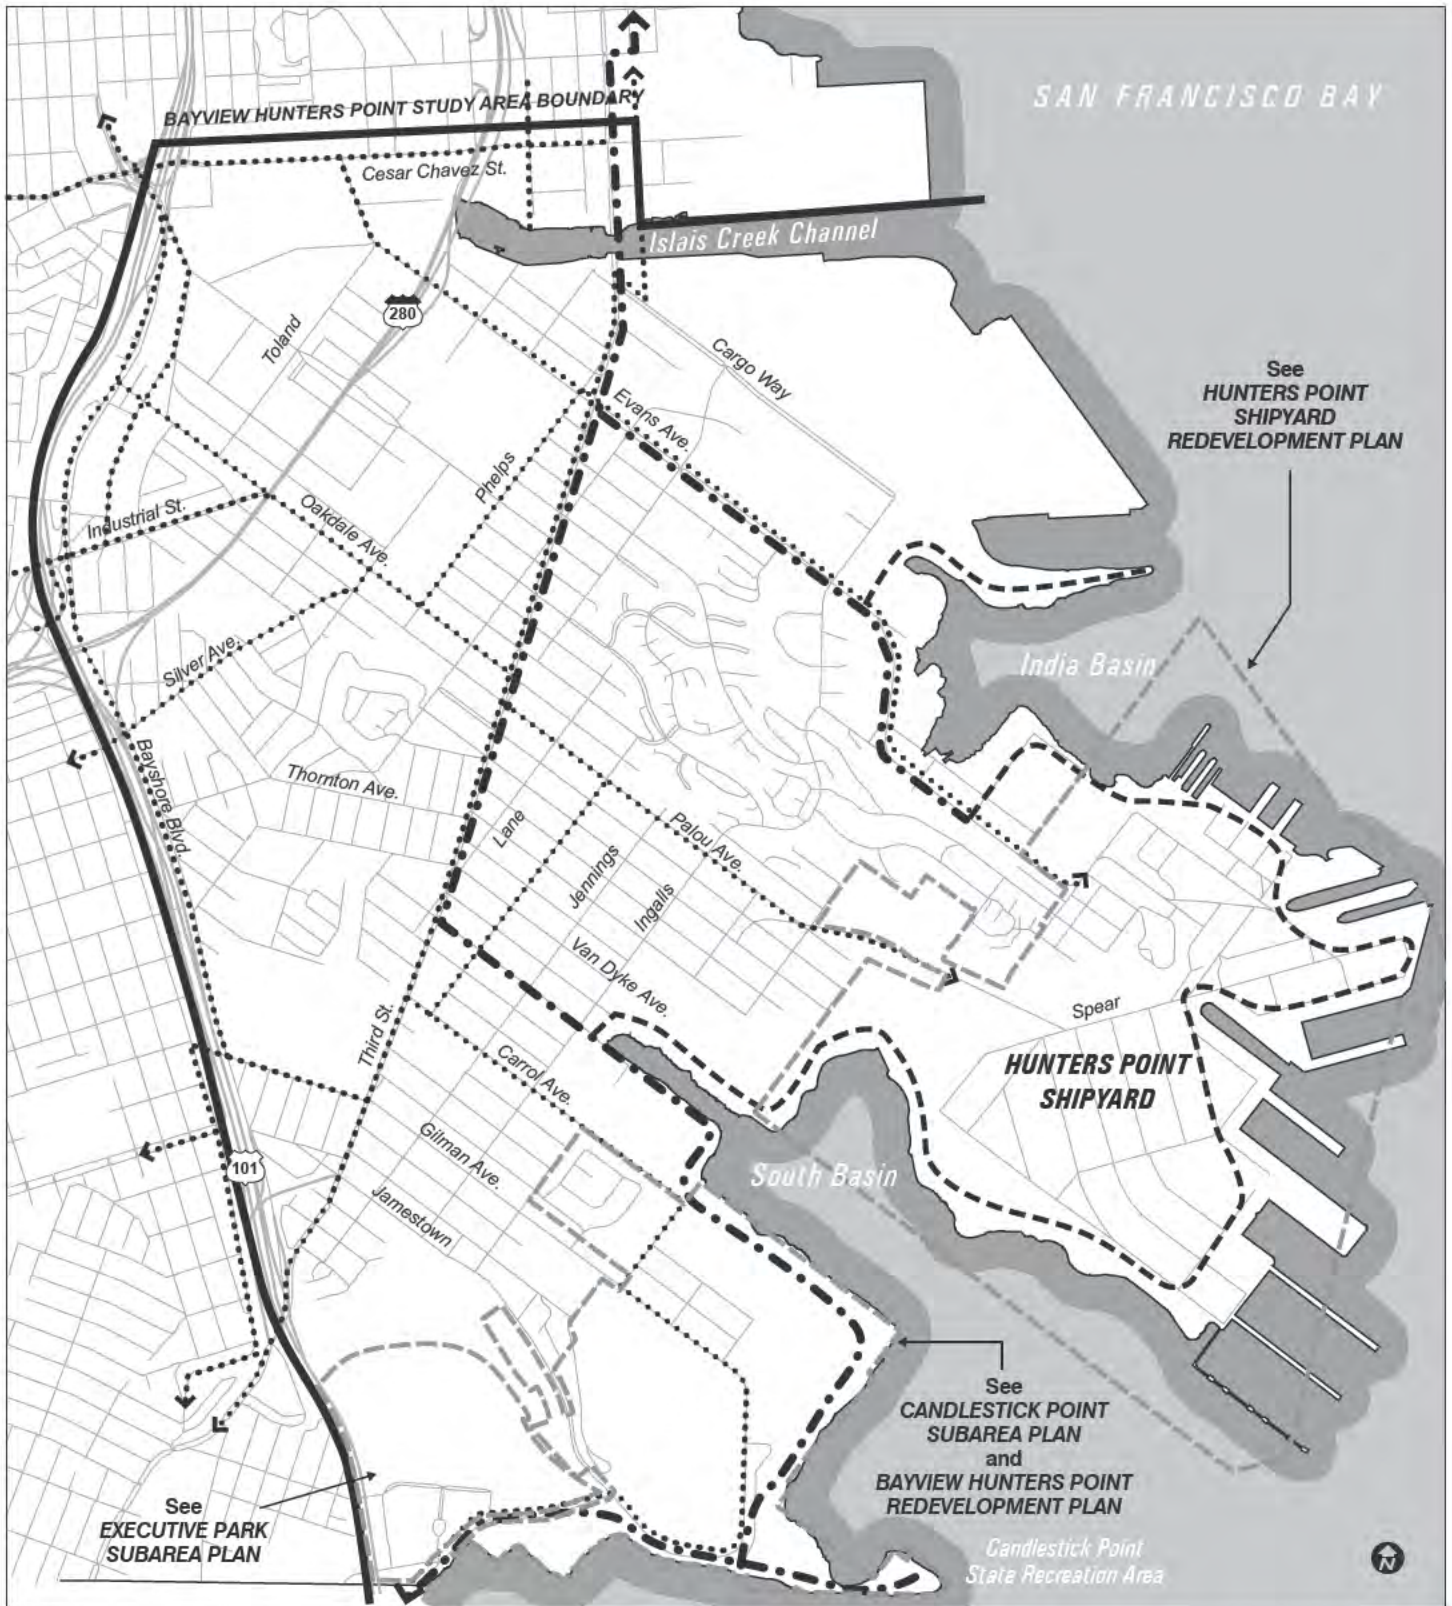 SAN FRANCISCO BAY
BAYVIEW HUNTERS POINT STUDY AREA BOUNDARY
Cesar Chavez St.
Islais Creek Channel
280
Toland
Cargo Way
See
HUNTERS POINT
SHIPYARD
REDEVELOPMENT PLAN
Evans Ave.
Phelps
Industrial St.
Oakdale Ave.
Silver Ave.
India Basin
Bayshore Blvd.
Thornton Ave.
Lane
Jennings
Ingalls
Palou Ave.
Van Dyke Ave.
Third St.
Spear
HUNTERS POINT
SHIPYARD
Carrol Ave.
Gilman Ave.
101
South Basin
Jamestown
See
CANDLESTICK POINT
SUBAREA PLAN
and
BAYVIEW HUNTERS POINT
REDEVELOPMENT PLAN
See
EXECUTIVE PARK
SUBAREA PLAN
Candlestick Point
State Recreation Area
N